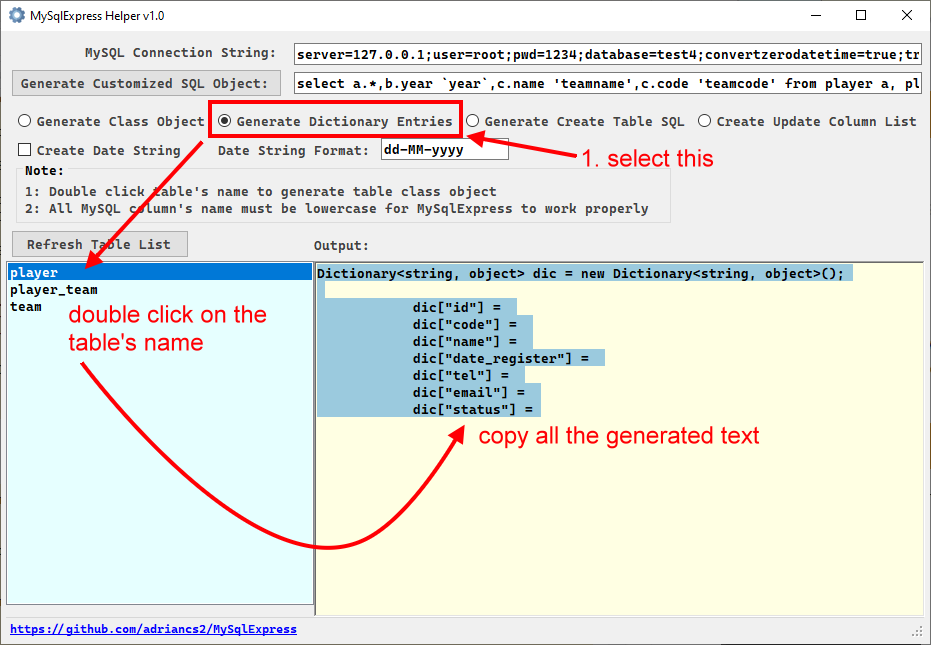 MySqlExpress Helper v1.0
MySQL Connection String: server=127.0.0.1;user=root;pwd=1234;database=test4;convertzerodatetime=true;tr
Generate Customized SQL Object: select a.*,b.year `year`,c.name 'teamname',c.code 'teamcode' from player a, pl
Generate Class Object Generate Dictionary Entries Generate Create Table SQL Create Update Column List
Create Date String Date String Format: dd-MM-yyyy
1. select this
Note:
1: Double click table's name to generate table class object
2: All MySQL column's name must be lowercase for MySqlExpress to work properly
Refresh Table List Output:
player
player_team
team
double click on the
table's name
Dictionary<string, object> dic = new Dictionary<string, object>();
dic["id"] =
dic["code"] =
dic["name"] =
dic["date_register"] =
dic["tel"] =
dic["email"] =
dic["status"] =
copy all the generated text
https://github.com/adriancs2/MySqlExpress